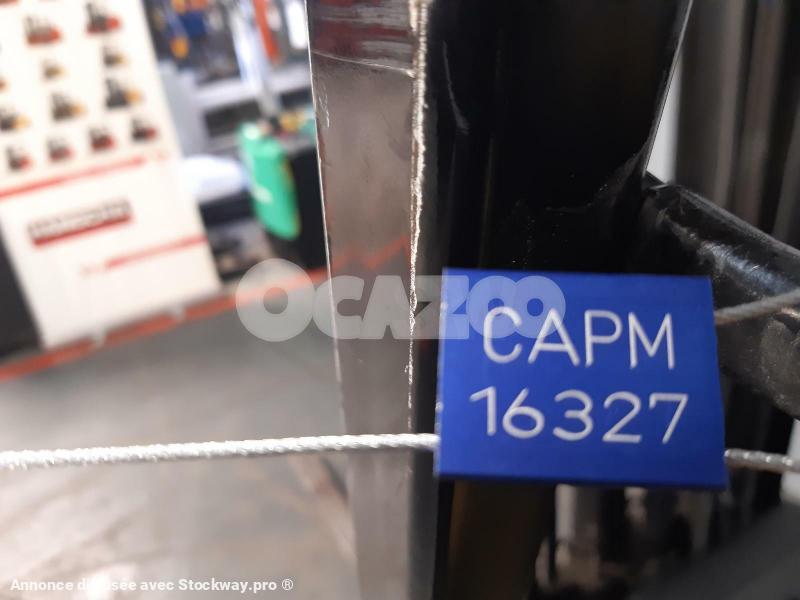 OCAZOO
CAPM
16327
Annonce diffusée avec Stockway.pro ®